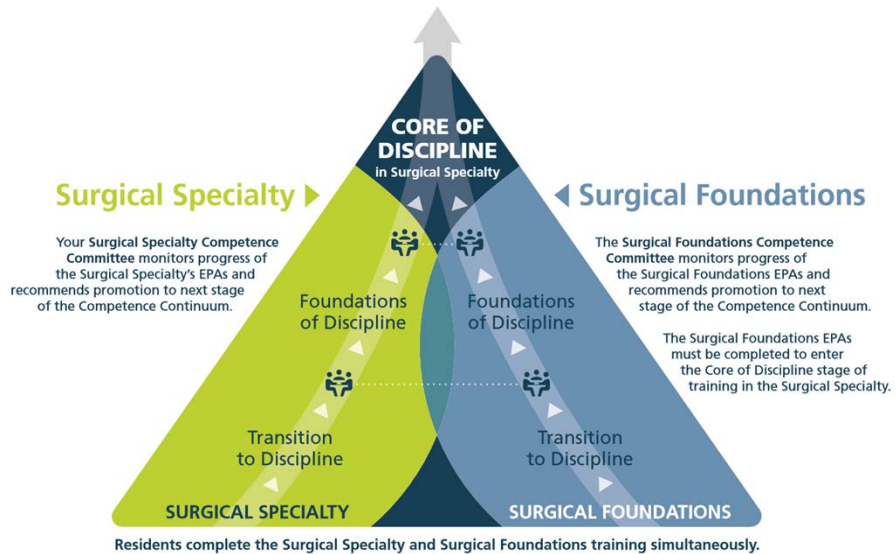 CORE OF
DISCIPLINE
in Surgical Specialty
Surgical Specialty
Your Surgical Specialty Competence
Committee monitors progress of
the Surgical Specialty's EPAs and
recommends promotion to next stage
of the Competence Continuum.
Surgical Foundations
The Surgical Foundations Competence
Committee monitors progress of
the Surgical Foundations EPAs and
recommends promotion to next
stage of the Competence Continuum.
The Surgical Foundations EPAs
must be completed to enter
the Core of Discipline stage of
training in the Surgical Specialty.
Foundations
of Discipline
Foundations
of Discipline
Transition
to Discipline
Transition
to Discipline
SURGICAL SPECIALTY
SURGICAL FOUNDATIONS
Residents complete the Surgical Specialty and Surgical Foundations training simultaneously.